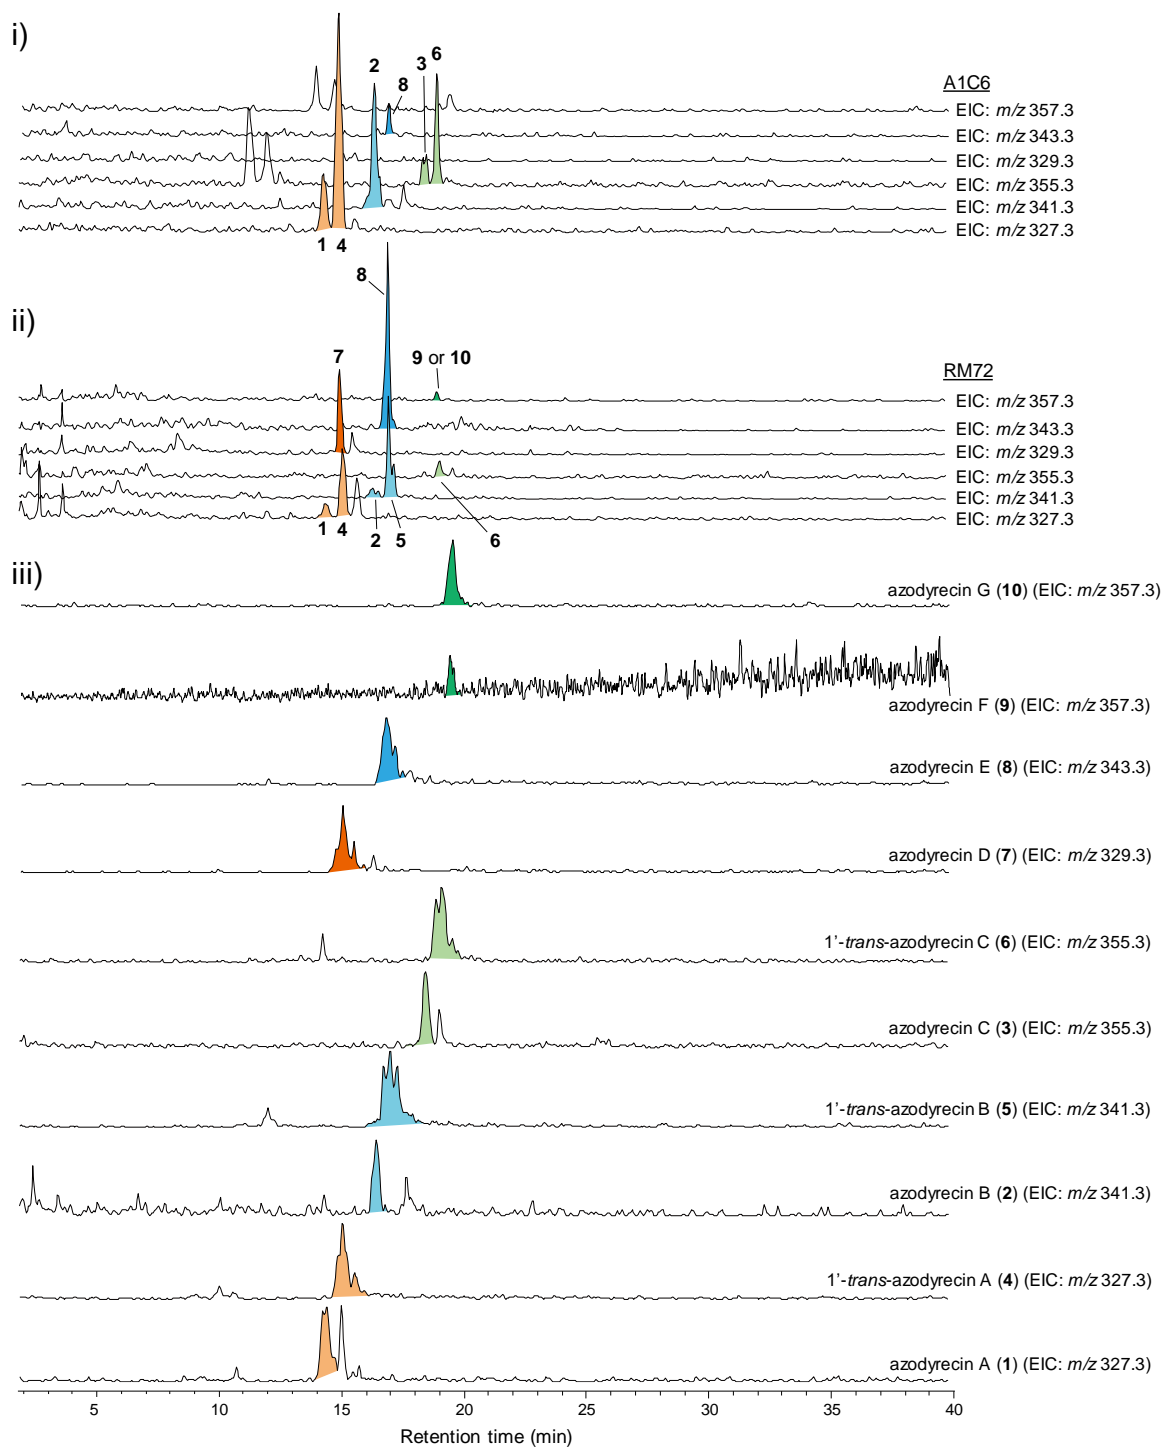 i)
A1C6
3 6
2
8
EIC: m/z 357.3
EIC: m/z 343.3
EIC: m/z 329.3
EIC: m/z 355.3
EIC: m/z 341.3
EIC: m/z 327.3
1 4
8
ii)
7
9 or 10
RM72
EIC: m/z 357.3
EIC: m/z 343.3
EIC: m/z 329.3
EIC: m/z 355.3
EIC: m/z 341.3
EIC: m/z 327.3
1 4 2 5 6
iii)
azodyrecin G (10) (EIC: m/z 357.3)
azodyrecin F (9) (EIC: m/z 357.3)
azodyrecin E (8) (EIC: m/z 343.3)
azodyrecin D (7) (EIC: m/z 329.3)
1’-trans-azodyrecin C (6) (EIC: m/z 355.3)
azodyrecin C (3) (EIC: m/z 355.3)
1’-trans-azodyrecin B (5) (EIC: m/z 341.3)
azodyrecin B (2) (EIC: m/z 341.3)
1’-trans-azodyrecin A (4) (EIC: m/z 327.3)
azodyrecin A (1) (EIC: m/z 327.3)
5 10 15 20 25 30 35 40
Retention time (min)